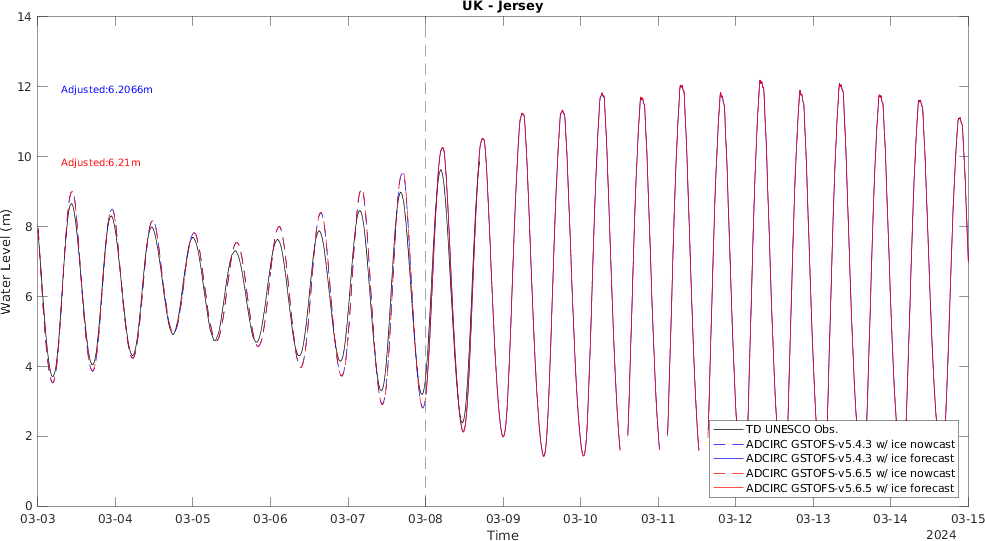 UK - Jersey
14
12
10
8
6
4
2
0
Water Level (m)
Adjusted:6.2066m
Adjusted:6.21m
TD UNESCO Obs.
ADCIRC GSTOFS-v5.4.3 w/ ice nowcast
ADCIRC GSTOFS-v5.4.3 w/ ice forecast
ADCIRC GSTOFS-v5.6.5 w/ ice nowcast
ADCIRC GSTOFS-v5.6.5 w/ ice forecast
03-03 03-04 03-05 03-06 03-07 03-08 03-09 03-10 03-11 03-12 03-13 03-14 03-15
Time
2024